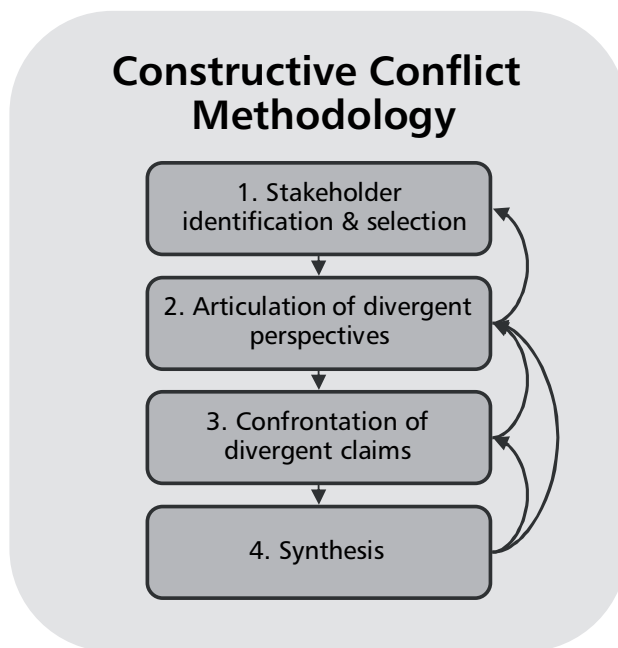 Constructive Conflict
Methodology
1. Stakeholder
identification & selection
2. Articulation of divergent
perspectives
3. Confrontation of
divergent claims
4. Synthesis